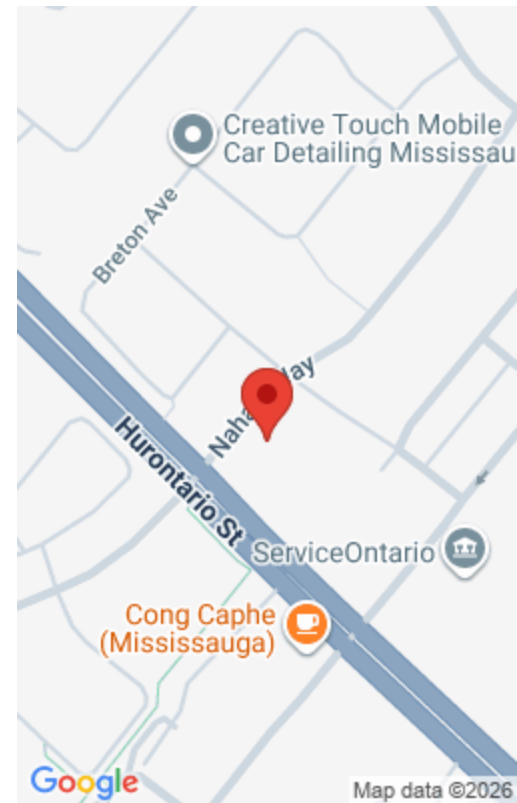 Creative Touch Mobile
Car Detailing Mississau
Breton Ave
Hurontario St
ServiceOntario
Cong Caphe
(Mississauga)
Google
Map data ©2026